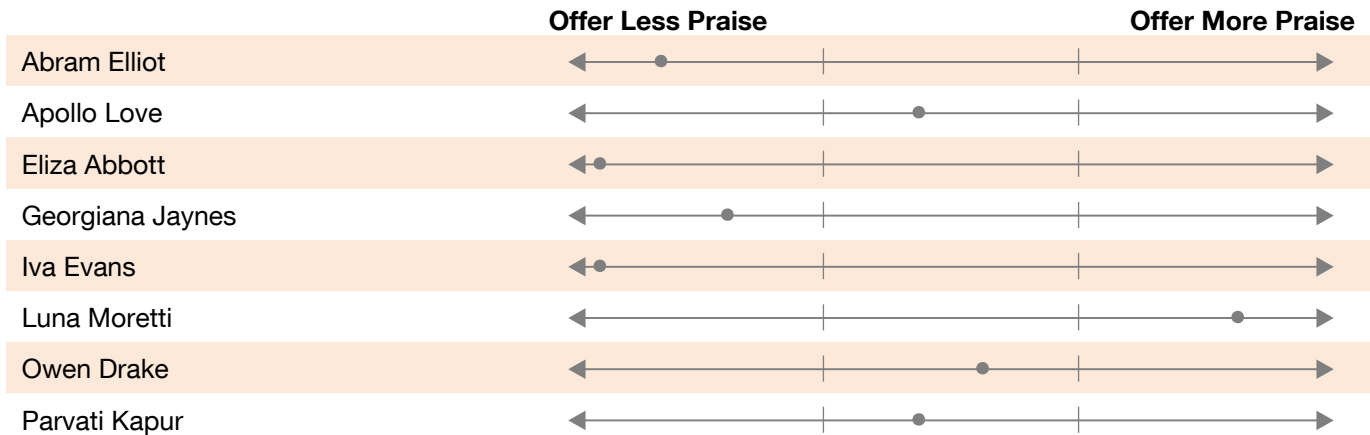 Offer Less Praise Offer More Praise
Abram Elliot
Apollo Love
Eliza Abbott
Georgiana Jaynes
Iva Evans
Luna Moretti
Owen Drake
Parvati Kapur